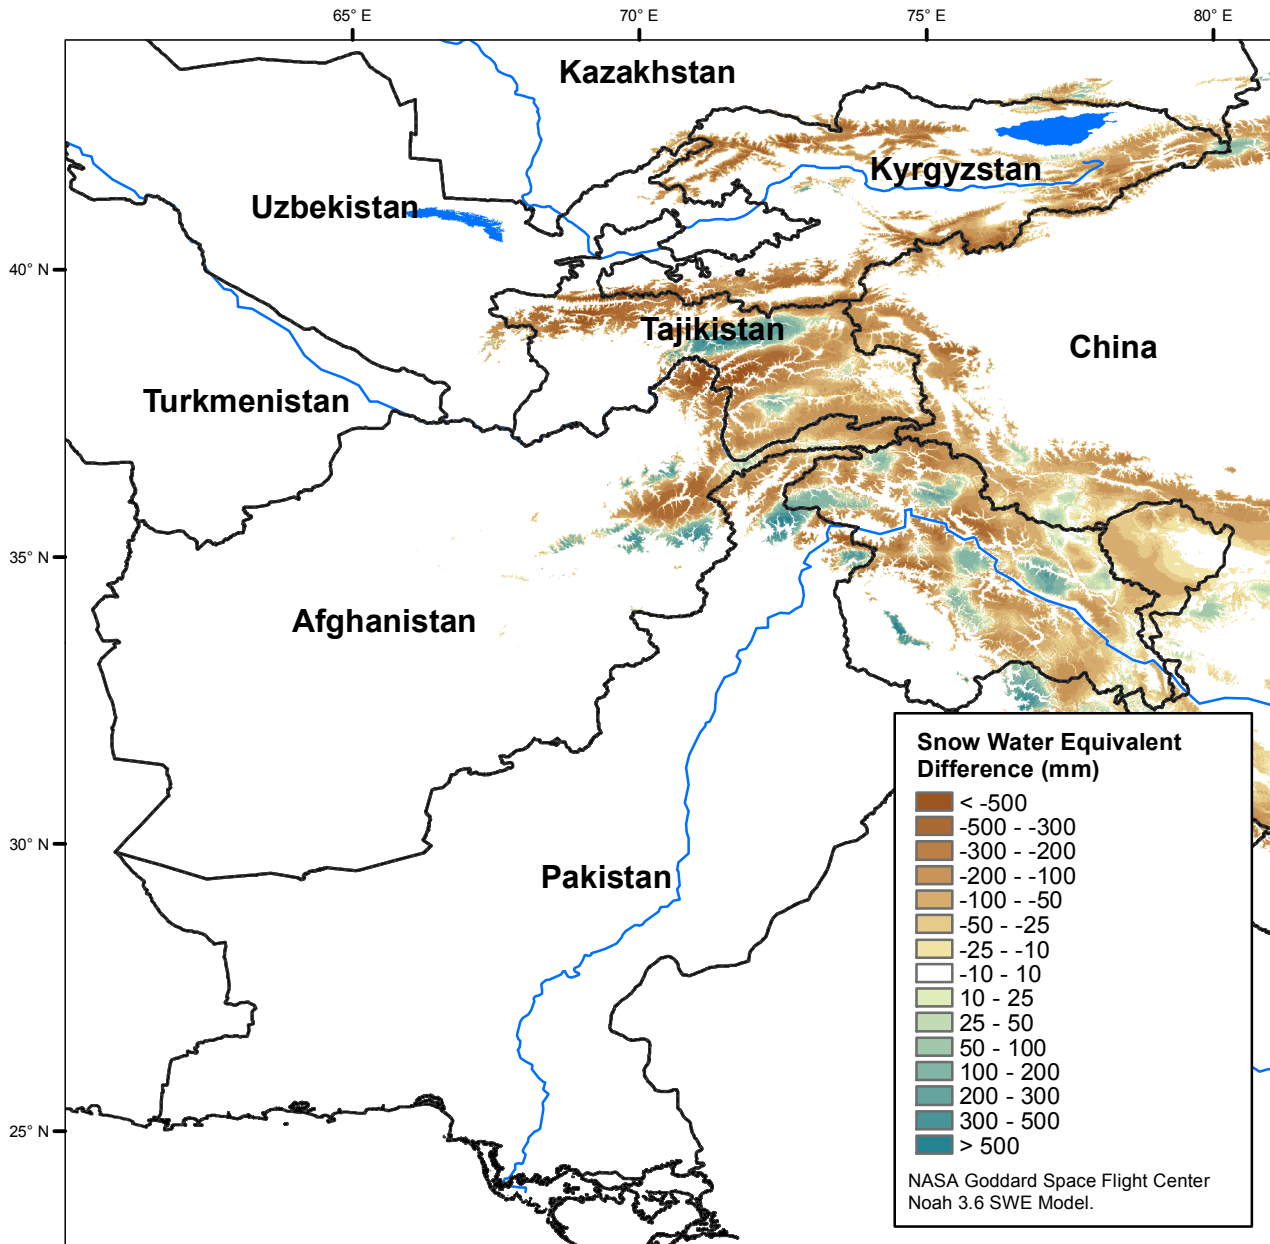 65° E
70° E
75° E
80° E
Kazakhstan
Kyrgyzstan
Uzbekistan
40° N
Tajikistan
China
Turkmenistan
35° N
Afghanistan
Snow Water Equivalent
Difference (mm)
< -500
-500 - -300
-300 - -200
-200 - -100
-100 - -50
-50 - -25
-25 - -10
-10 - 10
10 - 25
25 - 50
50 - 100
100 - 200
200 - 300
300 - 500
> 500
30° N
Pakistan
25° N
NASA Goddard Space Flight Center
Noah 3.6 SWE Model.